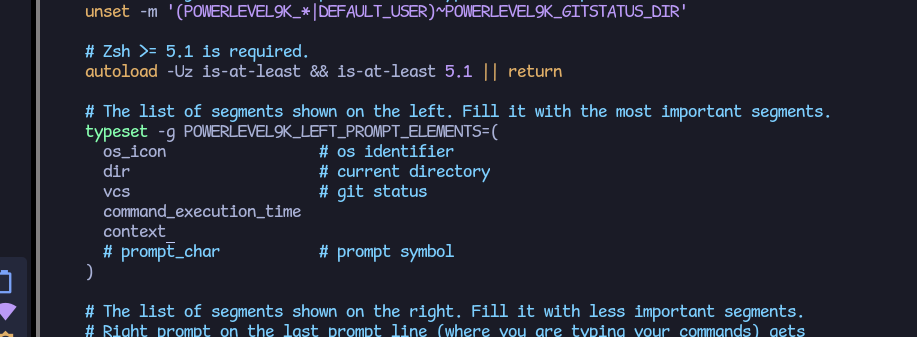 unset -m '(POWERLEVEL9K_*|DEFAULT_USER)~POWERLEVEL9K_GITSTATUS_DIR'
# Zsh >= 5.1 is required.
autoload -Uz is-at-least && is-at-least 5.1 || return
# The list of segments shown on the left. Fill it with the most important segments.
typeset -g POWERLEVEL9K_LEFT_PROMPT_ELEMENTS=(
os_icon # os identifier
dir # current directory
vcs # git status
command_execution_time
context
# prompt_char # prompt symbol
)
# The list of segments shown on the right. Fill it with less important segments.
# Right prompt on the last prompt line (where you are typing your commands) gets